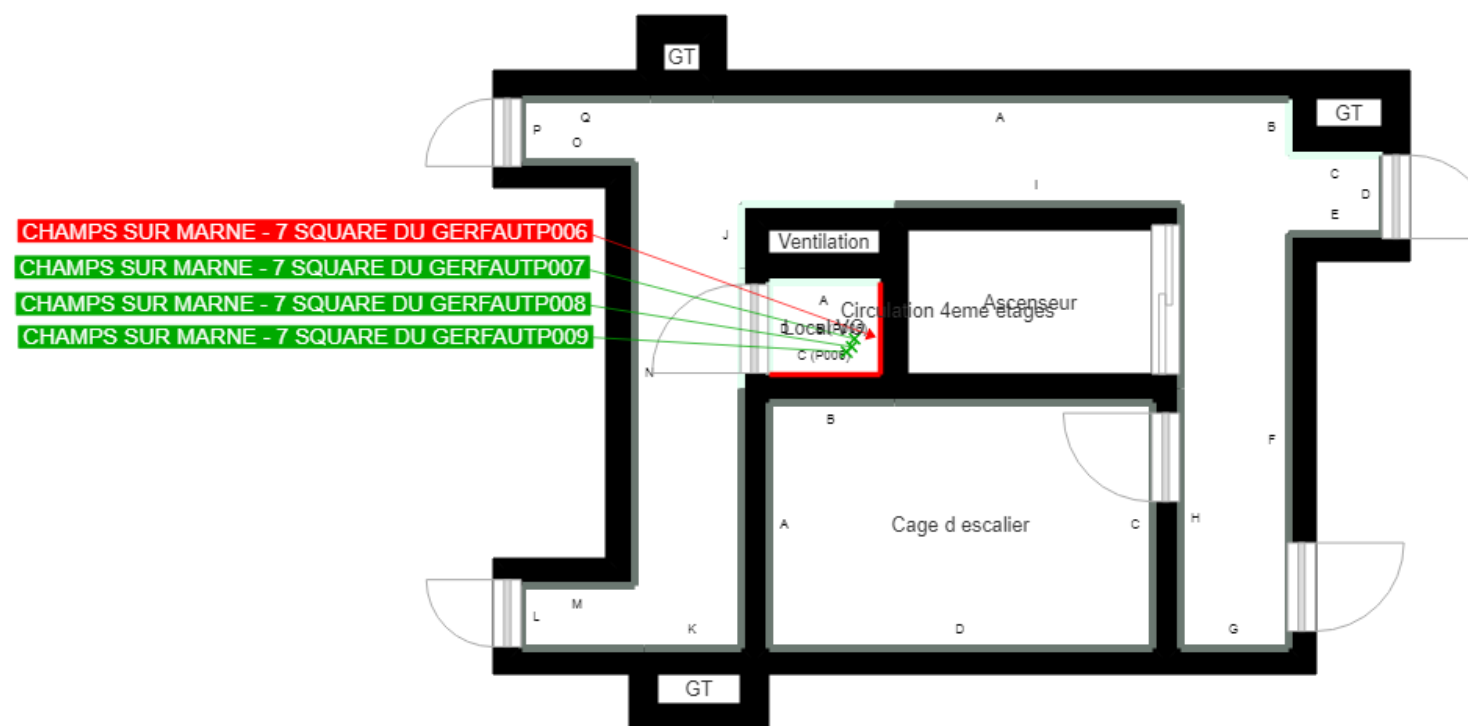 GT
GT
Q
A
B
P
O
C
D
I
E
CHAMPS SUR MARNE - 7 SQUARE DU GERFAUTP006
J
Ventilation
CHAMPS SUR MARNE - 7 SQUARE DU GERFAUTP007
CHAMPS SUR MARNE - 7 SQUARE DU GERFAUTP008
A
Circulation 4eme etages
Ascenseur
D
Local VO
CHAMPS SUR MARNE - 7 SQUARE DU GERFAUTP009
C (P006)
N
B
F
A
Cage d escalier
C
H
M
L
K
D
G
GT